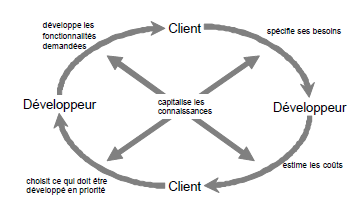 développe les
fonctionnalités
demandées
Client
spécifie ses besoins
Développeur
capitalise les
connaissances
Développeur
estime les coûts
choisit ce qui doit être
développé en priorité
Client